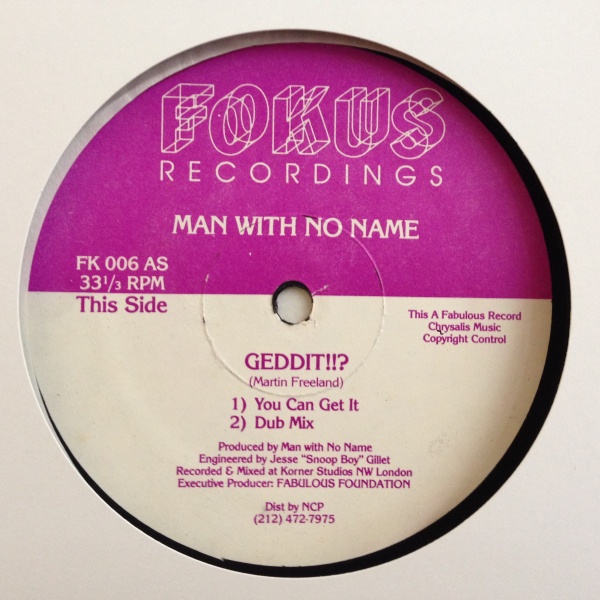 FOKUS
RECORDINGS
MAN WITH NO NAME
FK 006 AS
33 1/3 RPM
This Side
This A Fabulous Record
Chrysalis Music
Copyright Control
GEDDIT!!?
(Martin Freeland)
1) You Can Get It
2) Dub Mix
Produced by Man with No Name
Engineered by Jesse "Snoop Boy" Gillet
Recorded & Mixed at Korner Studios NW London
Executive Producer: FABULOUS FOUNDATION
Dist by NCP
(212) 472-7975